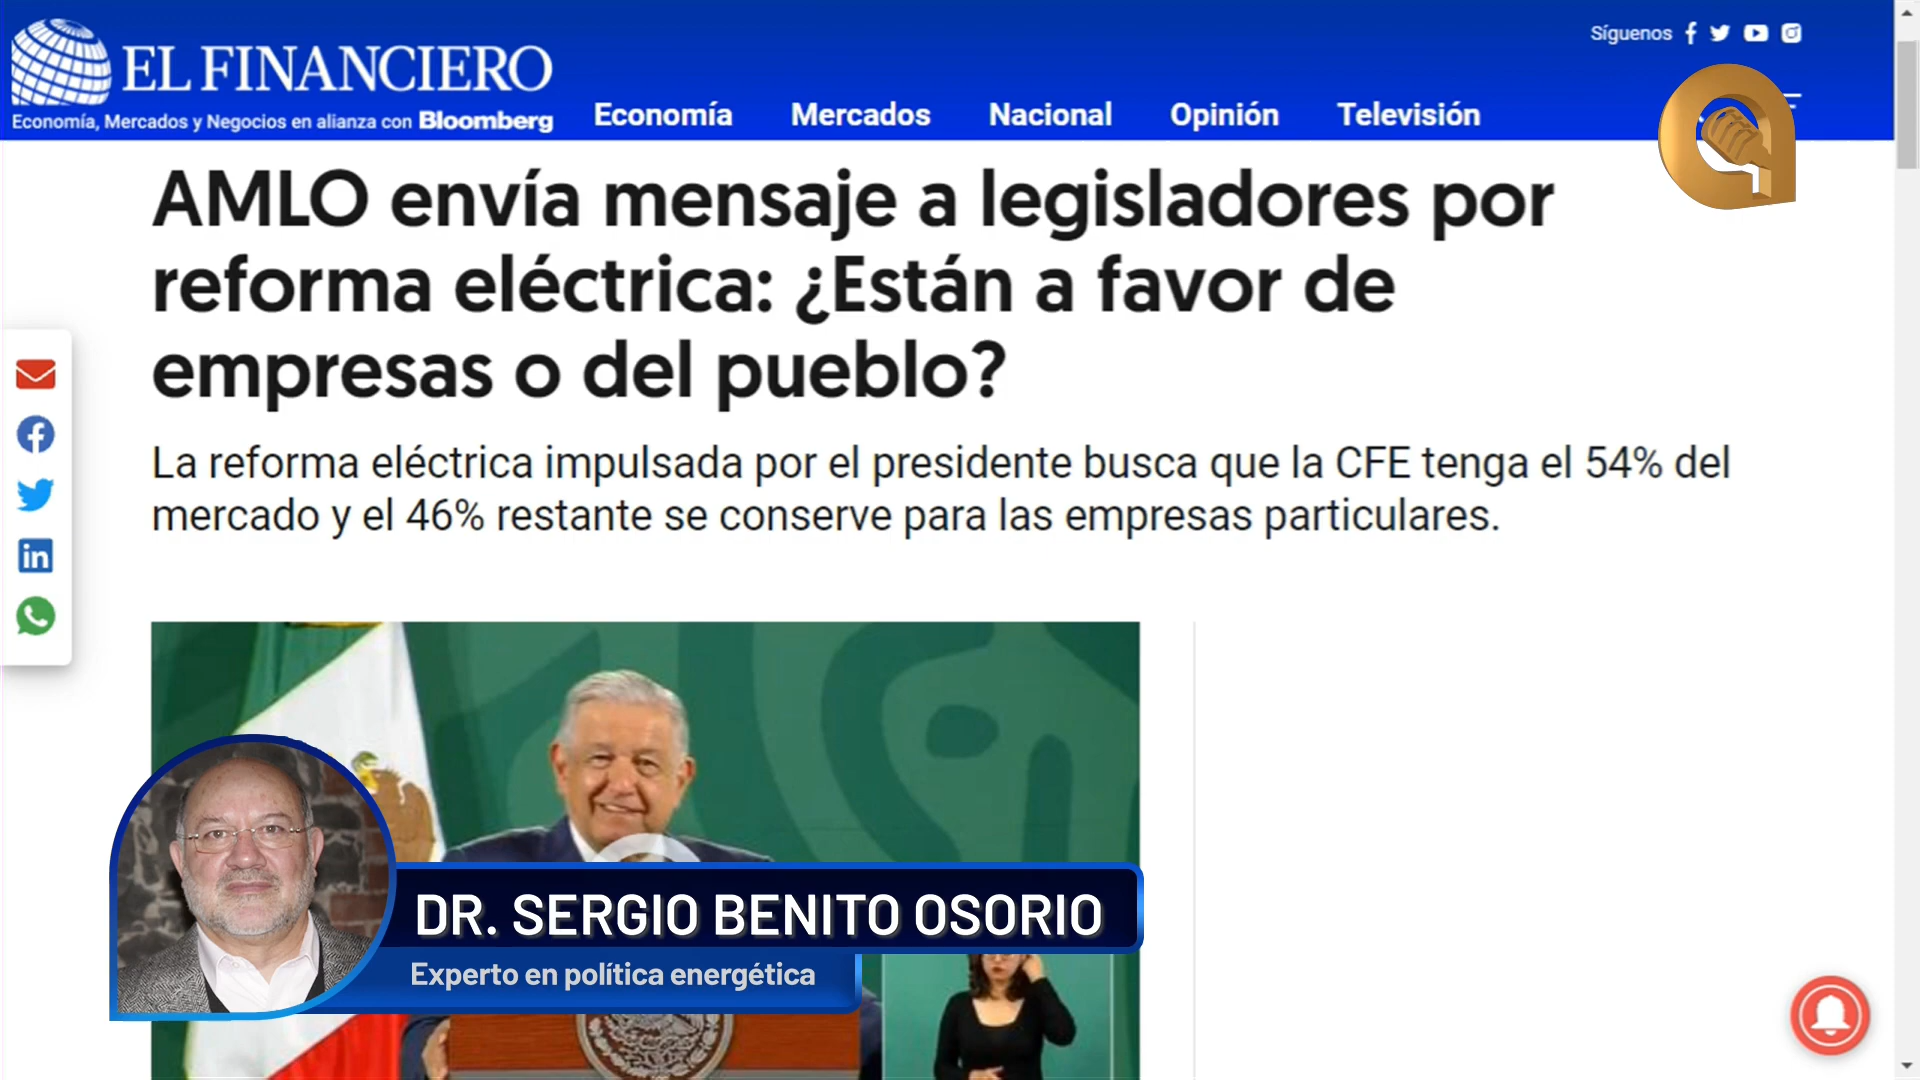 EL FINANCIERO
Economía, Mercados y Negocios en alianza con Bloomberg
Economía Mercados Nacional Opinión Televisión
Síguenos
AMLO envía mensaje a legisladores por
reforma eléctrica: ¿Están a favor de
empresas o del pueblo?
La reforma eléctrica impulsada por el presidente busca que la CFE tenga el 54% del
mercado y el 46% restante se conserve para las empresas particulares.
DR. SERGIO BENITO OSORIO
Experto en política energética